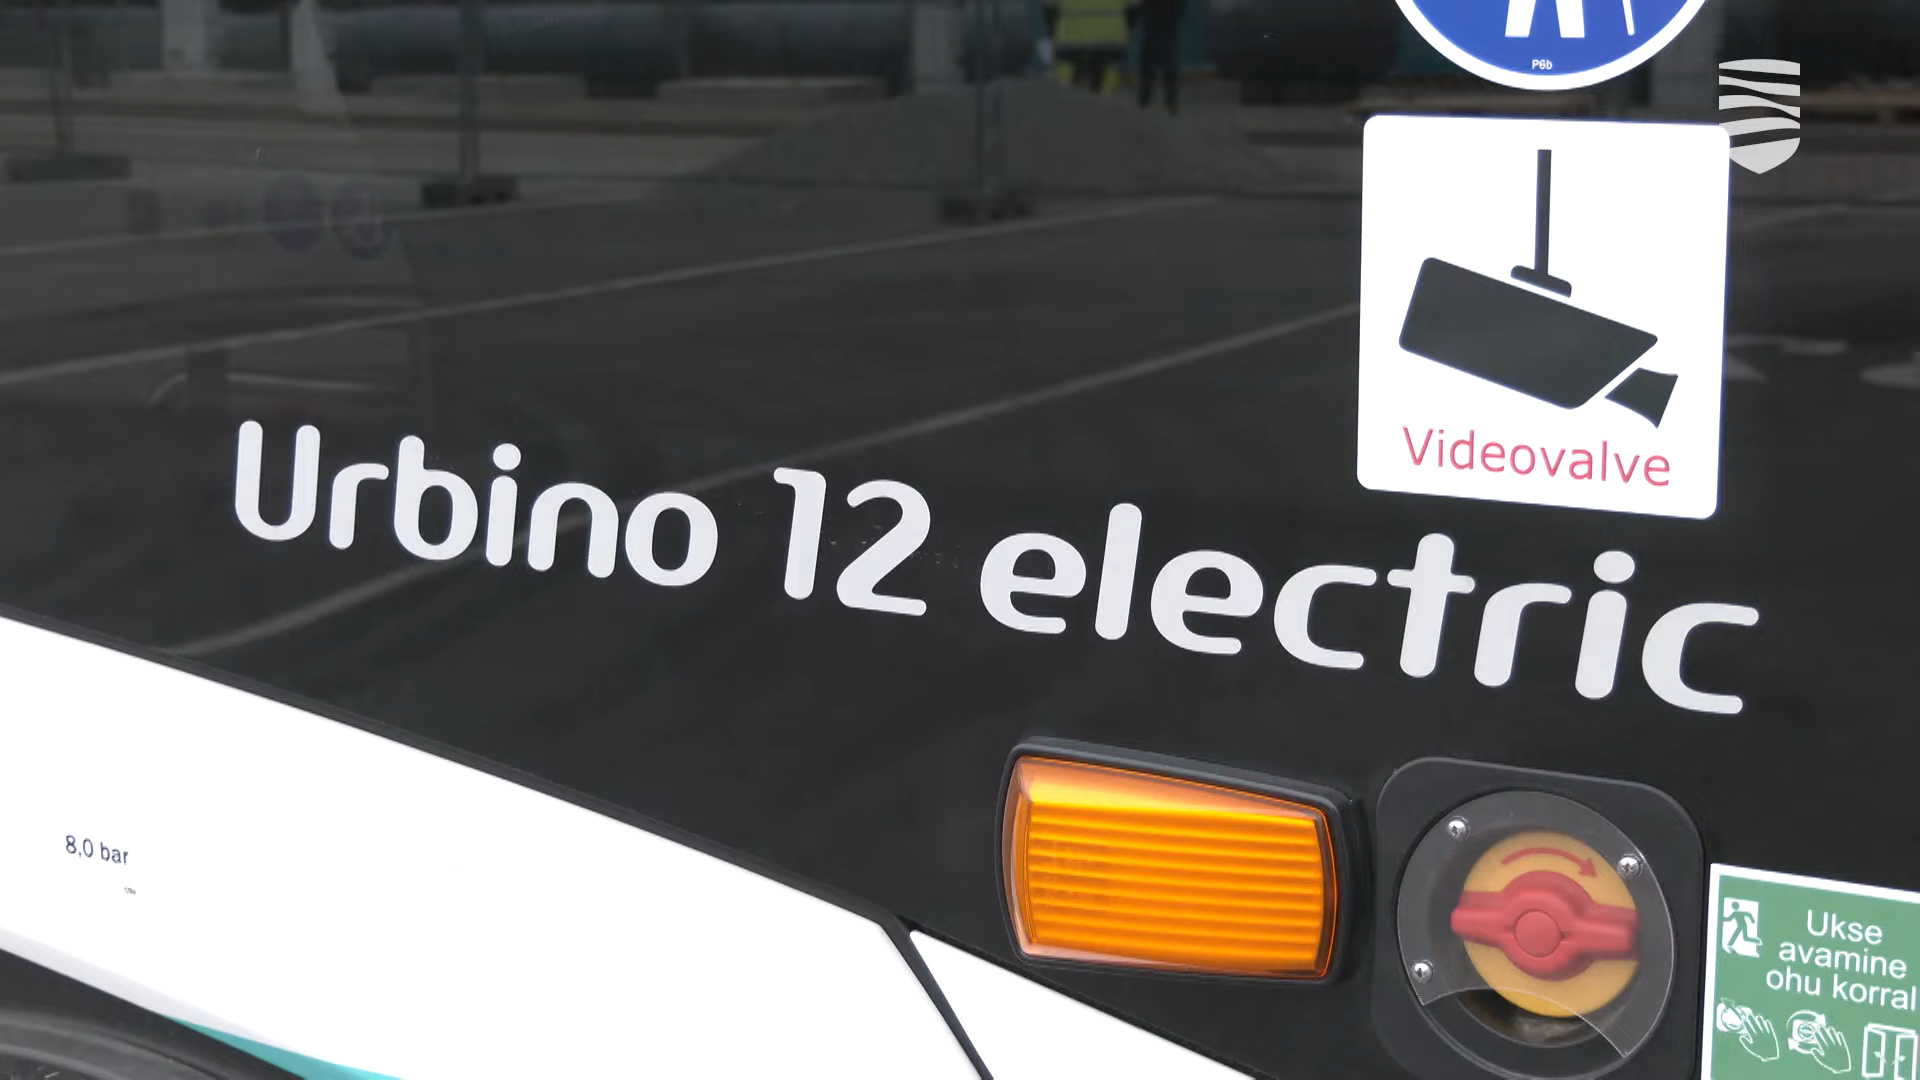 P6b
Videovalve
Urbino 12 electric
8,0 bar
Ukse
avamine
ohu korral